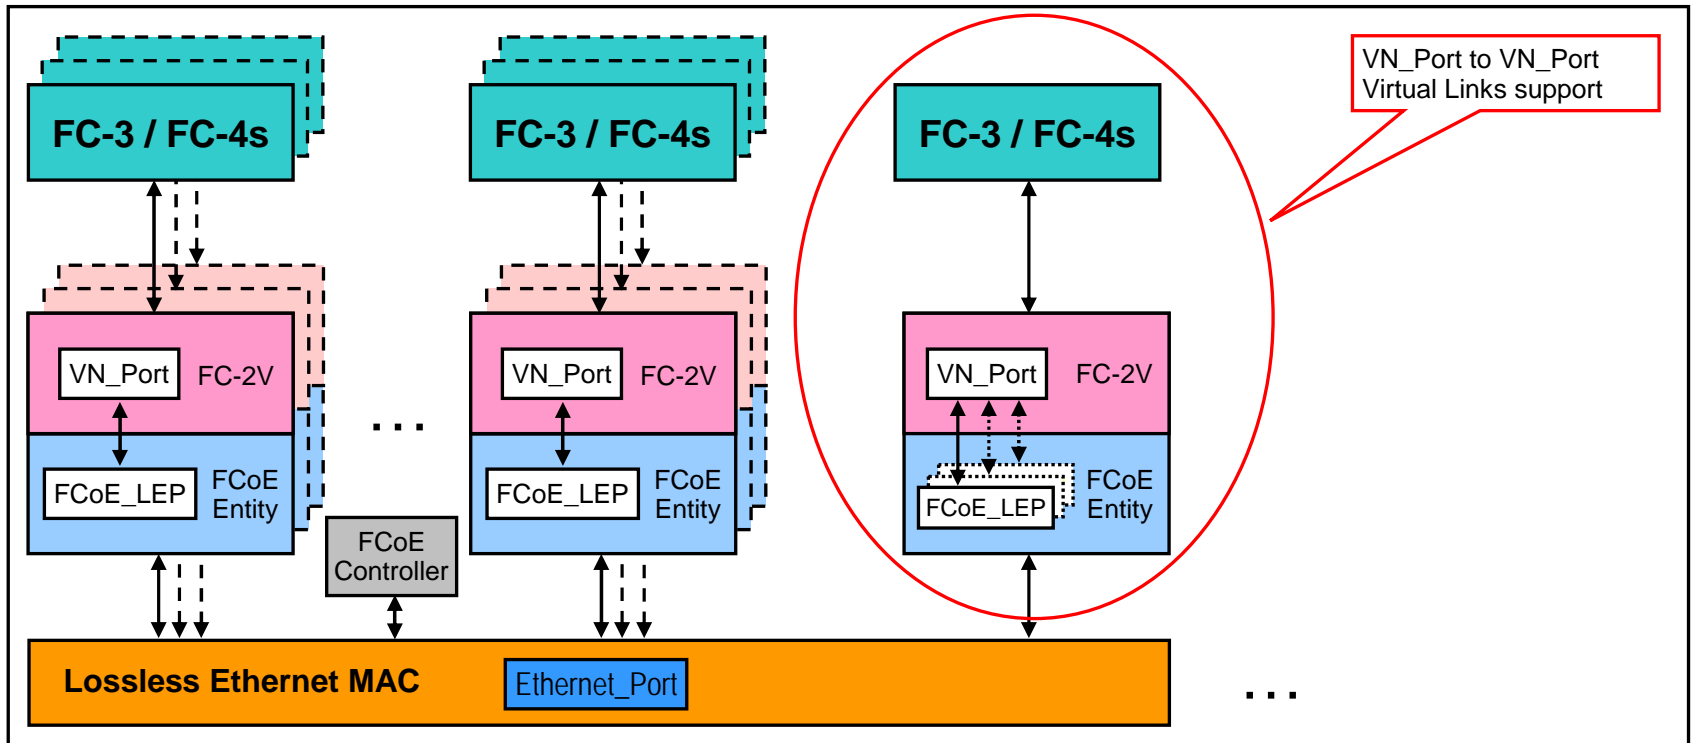 VN_Port to VN_Port
Virtual Links support
FC-3 / FC-4s
FC-3 / FC-4s
FC-3 / FC-4s
VN_Port
FC-2V
VN_Port
FC-2V
VN_Port
FC-2V
...
FCoE_LEP
FCoE
Entity
FCoE_LEP
FCoE
Entity
FCoE_LEP
FCoE
Entity
FCoE
Controller
Lossless Ethernet MAC
Ethernet_Port
...